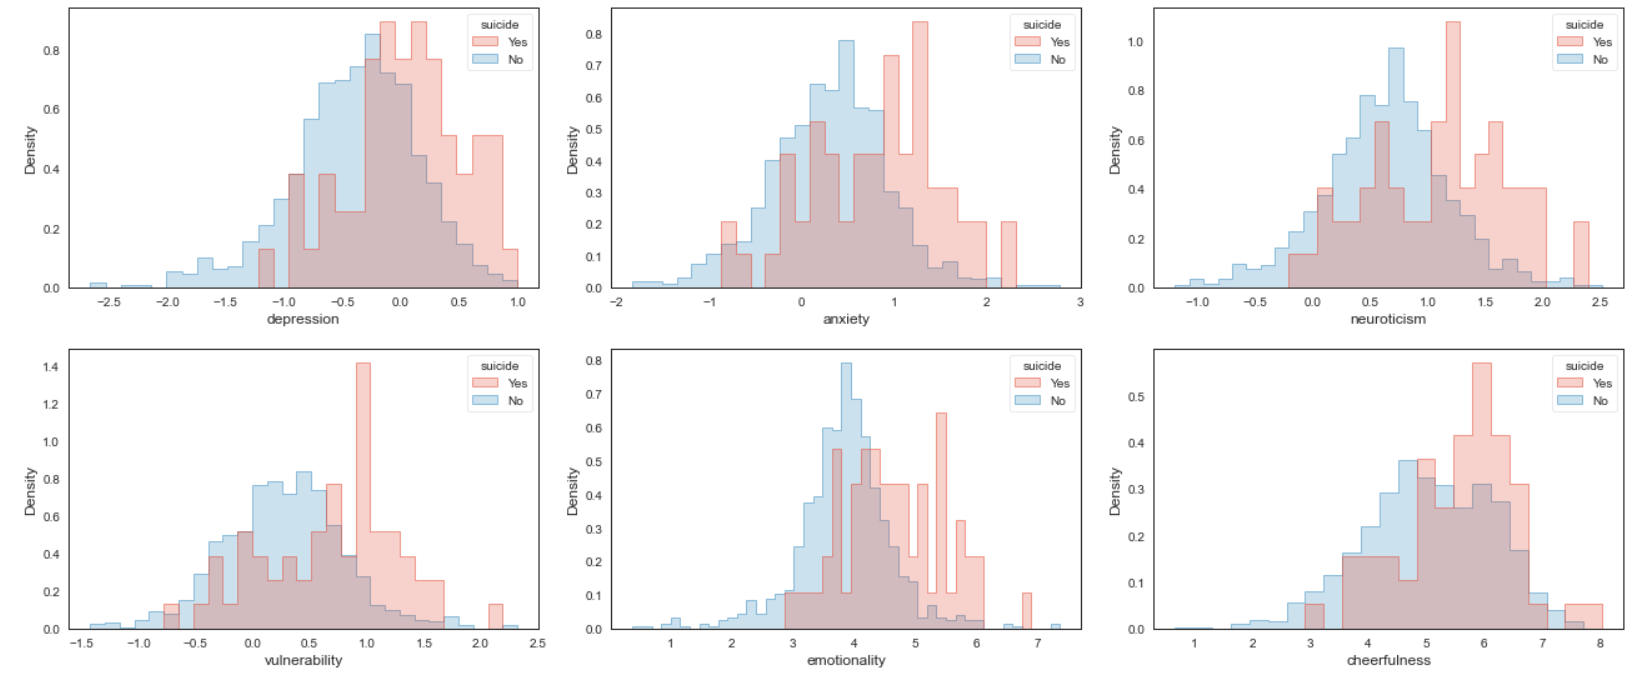 suicide
Yes
No
Density
0.0
0.2
0.4
0.6
0.8
−2.5 −2.0 −1.5 −1.0 −0.5 0.0 0.5 1.0
depression
suicide
Yes
No
Density
0.0
0.1
0.2
0.3
0.4
0.5
0.6
0.7
0.8
−2 −1 0 1 2 3
anxiety
suicide
Yes
No
Density
0.0
0.2
0.4
0.6
0.8
1.0
−1.0 −0.5 0.0 0.5 1.0 1.5 2.0 2.5
neuroticism
suicide
Yes
No
Density
0.0
0.2
0.4
0.6
0.8
1.0
1.2
1.4
−1.5 −1.0 −0.5 0.0 0.5 1.0 1.5 2.0 2.5
vulnerability
suicide
Yes
No
Density
0.0
0.1
0.2
0.3
0.4
0.5
0.6
0.7
0.8
1 2 3 4 5 6 7
emotionality
suicide
Yes
No
Density
0.0
0.1
0.2
0.3
0.4
0.5
1 2 3 4 5 6 7 8
cheerfulness